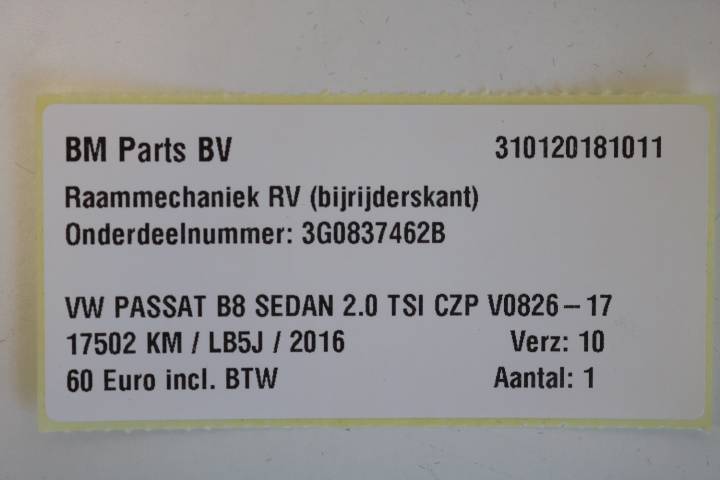 BM Parts BV 310120181011
Raammechaniek RV (bijrijderskant)
Onderdeelnummer: 3G0837462B
VW PASSAT B8 SEDAN 2.0 TSI CZP V0826-17
17502 KM / LB5J / 2016 Verz: 10
60 Euro incl. BTW Aantal: 1